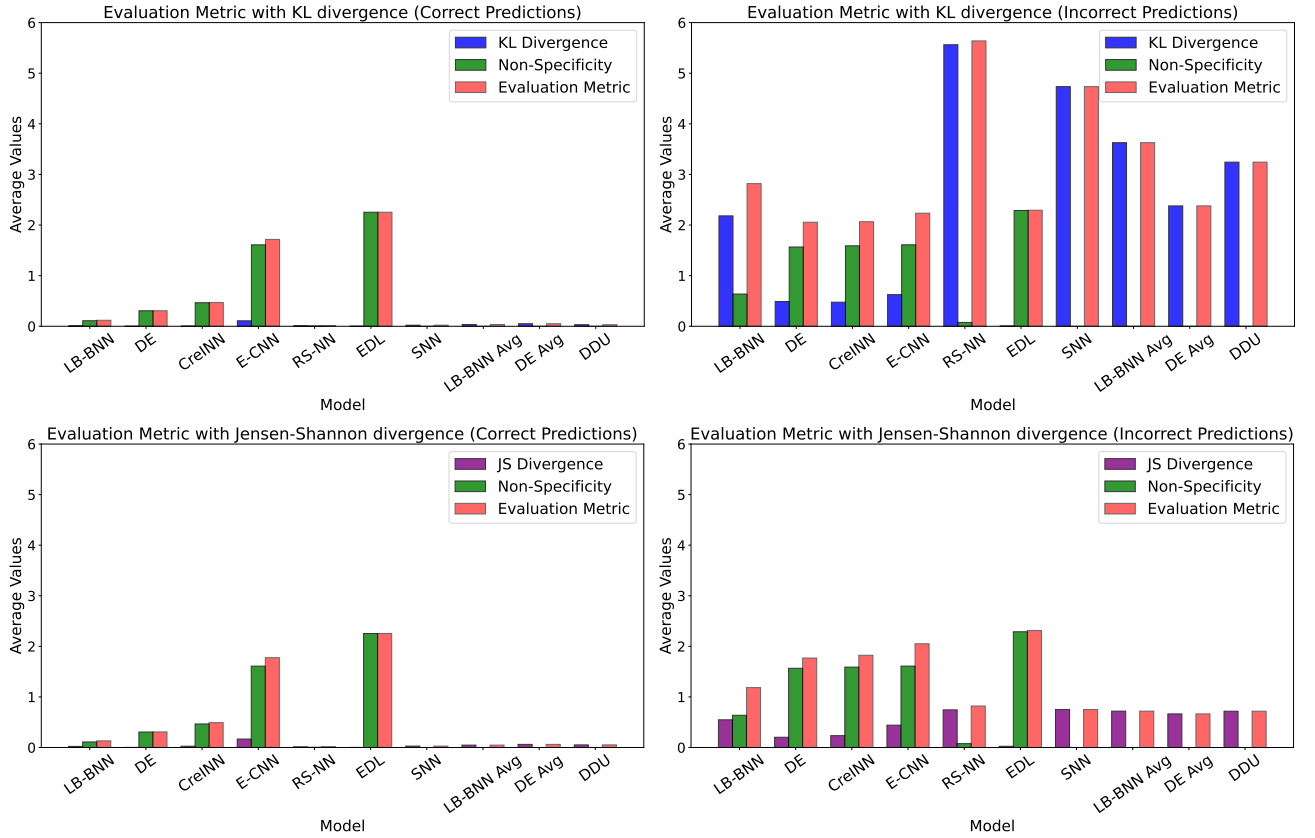 Evaluation Metric with KL divergence (Correct Predictions)
6
5
4
3
2
1
0
Average Values
KL Divergence
Non-Specificity
Evaluation Metric
LB-BNN
DE
CreINN
E-CNN
RS-NN
EDL
SNN
LB-BNN Avg
DE Avg
DDU
Model
Evaluation Metric with KL divergence (Incorrect Predictions)
6
5
4
3
2
1
0
Average Values
KL Divergence
Non-Specificity
Evaluation Metric
LB-BNN
DE
CreINN
E-CNN
RS-NN
EDL
SNN
LB-BNN Avg
DE Avg
DDU
Model
Evaluation Metric with Jensen-Shannon divergence (Correct Predictions)
6
5
4
3
2
1
0
Average Values
JS Divergence
Non-Specificity
Evaluation Metric
LB-BNN
DE
CreINN
E-CNN
RS-NN
EDL
SNN
LB-BNN Avg
DE Avg
DDU
Model
Evaluation Metric with Jensen-Shannon divergence (Incorrect Predictions)
6
5
4
3
2
1
0
Average Values
JS Divergence
Non-Specificity
Evaluation Metric
LB-BNN
DE
CreINN
E-CNN
RS-NN
EDL
SNN
LB-BNN Avg
DE Avg
DDU
Model